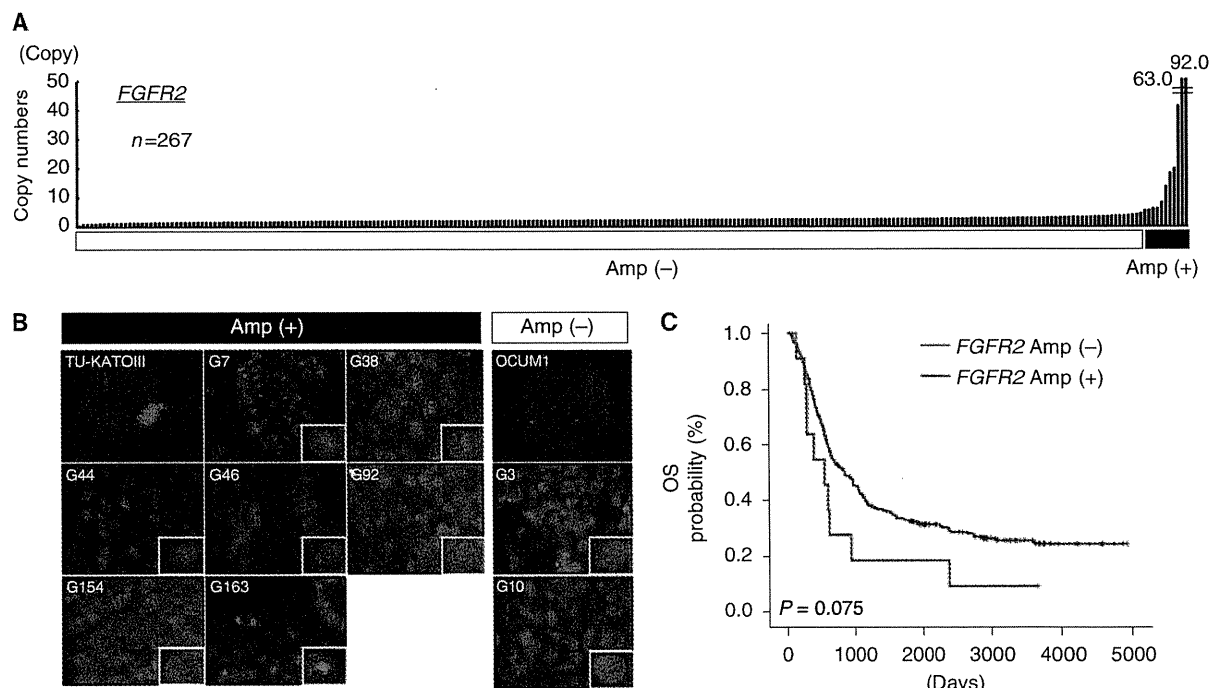 A
(Copy)
Copy numbers
50
40
30
20
10
0
FGFR2
n=267
63.0
92.0
Amp (–)
Amp (+)
B
Amp (+)
Amp (–)
TU-KATOIII
G7
G38
OCUM1
G44
G46
G92
G3
G154
G163
G10
C
OS
probability (%)
1.0
0.8
0.6
0.4
0.2
0.0
FGFR2 Amp (–)
FGFR2 Amp (+)
P = 0.075
0 1000 2000 3000 4000 5000
(Days)